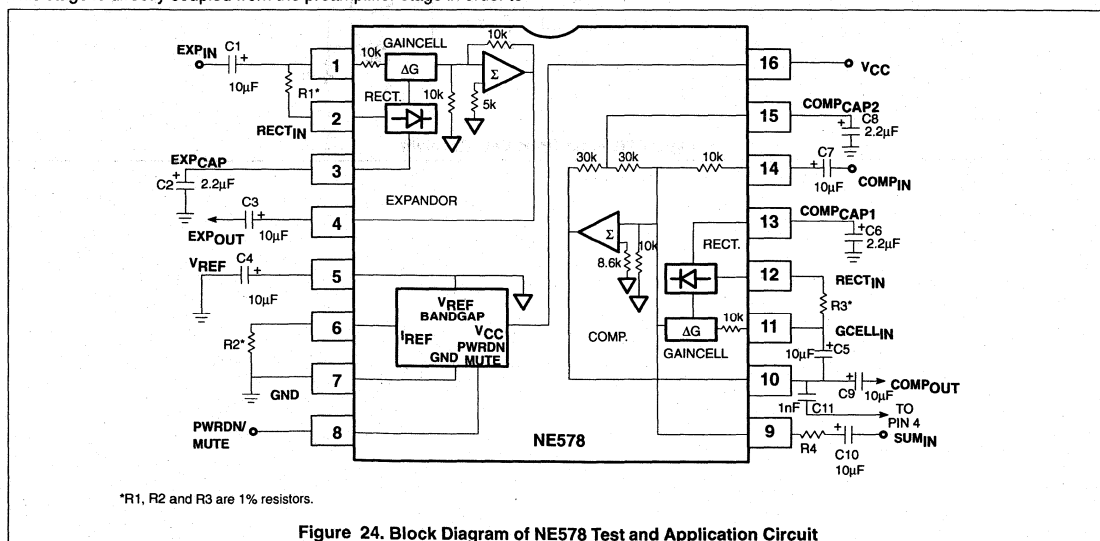 EXPIN
C1
+
10µF
R1*
RECTIN
1
2
10k
GAINCELL
ΔG
RECT.
10k
10k
Σ
5k
EXPCAP
C2
+
2.2µF
3
EXPANDOR
C3
+
EXPOUT
10µF
4
VREF
C4
+
10µF
5
VREF
BANDGAP
IREF
VCC
PWRDN
GND
MUTE
R2*
6
GND
7
PWRDN/
MUTE
8
NE578
16
VCC
15
COMPCAP2
+
C8
2.2µF
30k
30k
10k
14
C7
+
10µF
COMPIN
13
COMPCAP1
+C6
2.2µF
Σ
10k
8.6k
RECT.
12
RECTIN
R3*
COMP.
ΔG
10k
GAINCELL
11
GCELLIN
10µF
+C5
10
+
COMPOUT
C9
10µF
1nF
C11
TO
PIN 4
9
R4
+
C10
10µF
SUMIN
*R1, R2 and R3 are 1% resistors.
Figure 24. Block Diagram of NE578 Test and Application Circuit